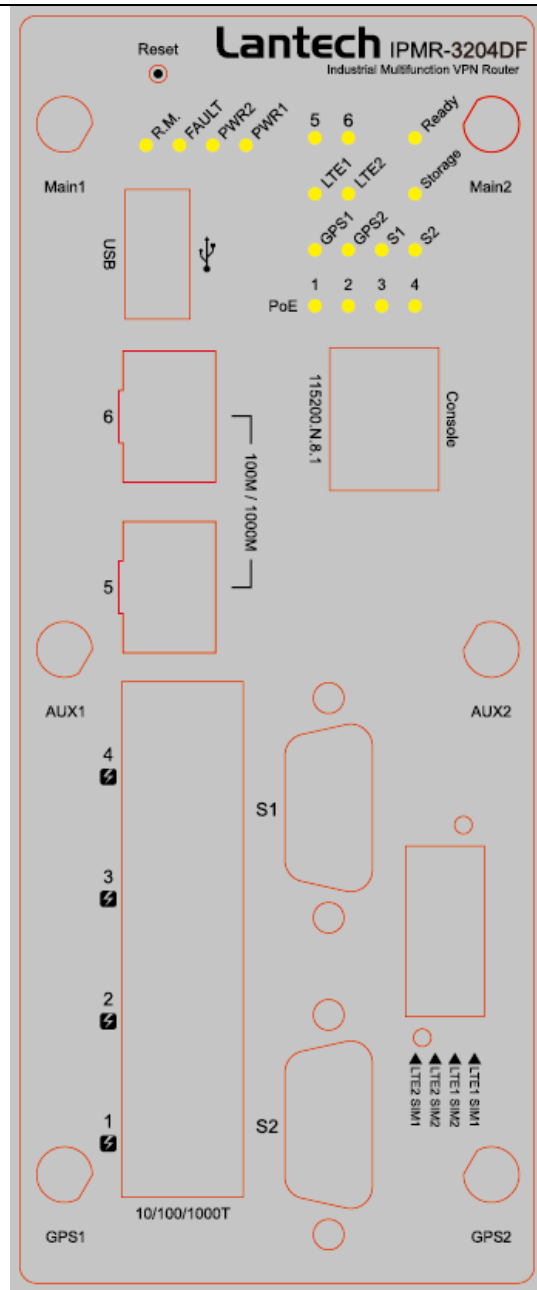 Reset
Lantech IPMR-3204DF
Industrial Multifunction VPN Router
R.M. FAULT PWR2 PWR1
5 6 Ready
Main1
LTE1 LTE2 Storage
Main2
GPS1 GPS2 S1 S2
USB
1 2 3 4
PoE
6
115200.N.8.1
Console
100M / 1000M
5
AUX1
AUX2
4
S1
3
2
LTE2 SIM1
LTE2 SIM2
LTE1 SIM2
LTE1 SIM1
1
S2
10/100/1000T
GPS1
GPS2